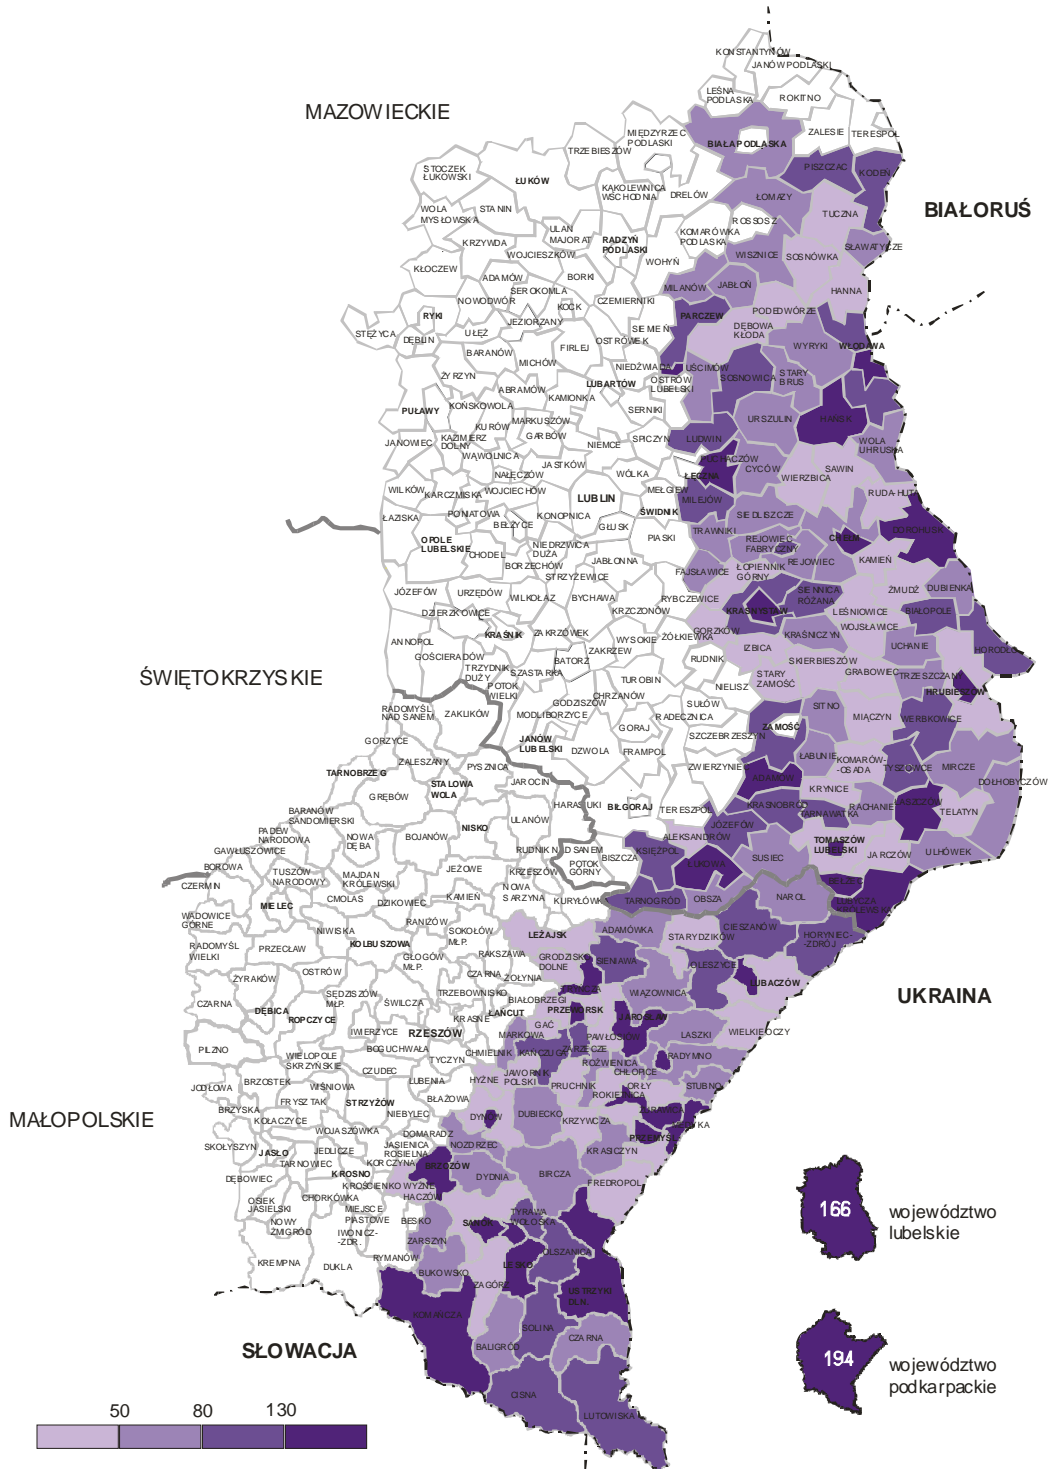 KONSTANTYNÓW
JANÓW PODLASKI
LEŚNA
PODLASKA
ROKITNO
MAZOWIECKIE
MIĘDZYRZEC
PODLASKI
ZALESIE
TERESPOL
TRZEBIESZÓW
BIAŁA PODLASKA
STOCZEK
ŁUKOWSKI
ŁUKÓW
PISZCZAC
KODEŃ
KĄKOLEWNICA
WSCHODNIA
DRELÓW
ŁOMAZY
WOLA
MYSŁOWSKA
STANIN
TUCZNA
BIAŁORUŚ
ROSSOSZ
ULAN
MAJORAT
RADZYŃ
PODLASKI
KOMARÓWKA
PODLASKA
KRZYWDA
WOJCIESZKÓW
WISZNICE
SOSNÓWKA
SŁAWATYCZE
KŁOCZEW
WOHYŃ
ADAMÓW
BORKI
MILANÓW
JABŁOŃ
HANNA
SEROKOMLA
NOWODWÓR
KOCK
CZEMIERNIKI
RYKI
JEZIORZANY
PARCZEW
PODEDWÓRZE
STĘŻYCA
DĘBLIN
UŁĘŻ
SIEMIEŃ
DĘBOWA
KŁODA
FIRLEJ
OSTRÓWEK
BARANÓW
WYRYKI
WŁODAWA
MICHÓW
NIEDŹWIADA
UŚCIMÓW
ŻYRZYN
SOSNOWICA
STARY
BRUS
ABRAMÓW
LUBARTÓW
OSTRÓW
LUBELSKI
KAMIONKA
PUŁAWY
KOŃSKOWOLA
SERNIKI
URSZULIN
HAŃSK
MARKUSZÓW
KURÓW
GARBÓW
JANOWIEC
KAZIMIERZ
DOLNY
NIEMCE
SPICZYN
LUDWIN
WOLA
UHRUSKA
WĄWOLNICA
JASTKÓW
PUCHACZÓW
CYCÓW
SAWIN
NAŁĘCZÓW
WÓLKA
ŁĘCZNA
WIERZBICA
WILKÓW
KARCZMISKA
WOJCIECHÓW
LUBLIN
MEŁGIEW
MILEJÓW
RUDA-HUTA
ŁAZISKA
PONIATOWA
BEŁŻYCE
KONOPNICA
ŚWIDNIK
SIEDLISZCZE
GŁUSK
TRAWNIKI
DOROHUSK
OPOLE
LUBELSKIE
CHODEL
NIEDRZWICA
DUŻA
PIASKI
REJOWIEC
FABRYCZNY
CHEŁM
BORZECHÓW
JABŁONNA
REJOWIEC
KAMIEŃ
STRZYŻEWICE
FAJSŁAWICE
ŁOPIENNIK
GÓRNY
JÓZEFÓW
URZĘDÓW
WILKOŁAZ
BYCHAWA
RYBCZEWICE
SIENNICA
RÓŻANA
ŻMUDŹ
DUBIENKA
DZIERZKOWICE
KRZCZONÓW
KRASNYSTAW
LEŚNIOWICE
BIAŁOPOLE
ANNOPOL
KRAŚNIK
ZAKRZÓWEK
WYSOKIE
ŻÓŁKIEWKA
GORZKÓW
KRAŚNICZYN
WOJSŁAWICE
GOŚCIERADÓW
BATORZ
ZAKRZEW
IZBICA
UCHANIE
HORODŁO
ŚWIĘTOKRZYSKIE
TRZYDNIK
DUŻY
SZASTARKA
RUDNIK
SKIERBIESZÓW
GRABOWIEC
TRZESZCZANY
TUROBIN
STARY
ZAMOŚĆ
POTOK
WIELKI
NIELISZ
HRUBIESZÓW
CHRZANÓW
RADOMYŚL
NAD SANEM
ZAKLIKÓW
GODZISZÓW
SUŁÓW
SITNO
MODLIBORZYCE
RADECZNICA
MIĄCZYN
WERBKOWICE
GORAJ
ZAMOŚĆ
GORZYCE
JANÓW
LUBELSKI
DZWOLA
FRAMPOL
SZCZEBRZESZYN
ŁABUNIE
KOMARÓW-
-OSADA
TYSZOWCE
MIRCZE
ZALESZANY
PYSZNICA
ZWIERZYNIEC
TARNOBRZEG
JAROCIN
ADAMÓW
DOŁHOBYCZÓW
STALOWA
WOLA
GRĘBÓW
KRYNICE
HARASIUKI
BIŁGORAJ
KRASNOBRÓD
RACHANIE
ŁASZCZÓW
BARANÓW
SANDOMIERSKI
TERESZPOL
TARNAWATKA
TELATYN
ULANÓW
JÓZEFÓW
NISKO
PADEW
NARODOWA
NOWA
DĘBA
BOJANÓW
ALEKSANDRÓW
TOMASZÓW
LUBELSKI
GAWŁUSZOWICE
RUDNIK N
D SANEM
BISZCZA
KSIĘŻPOL
SUSIEC
JARCZÓW
ULHÓWEK
BOROWA
TUSZÓW
NARODOWY
MAJDAN
KRÓLEWSKI
JEŻOWE
KRZESZÓW
POTOK
GÓRNY
ŁUKOWA
CZERMIN
NOWA
SARZYNA
BEŁŻEC
MIELEC
CMOLAS
DZIKOWIEC
KAMIEŃ
KURYŁÓWKA
TARNOGRÓD
OBSZA
NAROL
LUBYCZA
KRÓLEWSKA
WADOWICE
GÓRNE
RANIŻÓW
NIWISKA
SOKOŁÓW
MŁP.
LEŻAJSK
ADAMÓWKA
STARY DZIKÓW
CIESZANÓW
HORYNIEC-
-ZDRÓJ
RADOMYŚL
WIELKI
PRZECŁAW
KOLBUSZOWA
GŁOGÓW
MŁP.
RAKSZAWA
GRODZISKO
DOLNE
SIENIAWA
OLESZYCE
ŻYRAKÓW
OSTRÓW
CZARNA
ŻOŁYNIA
LUBACZÓW
UKRAINA
SĘDZISZÓW
MŁP.
TRZEBOWNISKO
TRYŃCZA
WIĄZOWNICA
CZARNA
DĘBICA
ROPCZYCE
ŚWILCZA
BIAŁOBRZEGI
KRASNE
ŁAŃCUT
PRZEWORSK
JAROSŁAW
IWIERZYCE
RZESZÓW
GAĆ
WIELKIE OCZY
MARKOWA
PAWŁOSIÓW
LASZKI
PILZNO
BOGUCHWAŁA
CHMIELNIK
KAŃCZUGA
ZARZECZE
RADYMNO
WIELOPOLE
SKRZYŃSKIE
TYCZYN
ROŹWIENICA
CHŁOPICE
CZUDEC
JAWORNIK
POLSKI
JODŁOWA
BRZOSTEK
WIŚNIOWA
LUBENIA
HYŻNE
PRUCHNIK
ORŁY
STUBNO
ROKIETNICA
BRZYSKA
FRYSZTAK
STRZYŻÓW
BŁAŻOWA
ŻURAWICA
KOŁACZYCE
NIEBYLEC
DYNÓW
DUBIECKO
KRZYWCZA
MEDYKA
MAŁOPOLSKIE
WOJASZÓWKA
DOMARADZ
PRZEMYŚL
SKOŁYSZYN
JASŁO
JEDLICZE
JASIENICA
ROSIELNA
NOZDRZEC
KRASICZYN
TARNOWIEC
KORCZYNA
BRZOZÓW
DĘBOWIEC
KROSNO
DYDNIA
BIRCZA
KROŚCIENKO WYŻNE
FREDROPOL
OSIEK
JASIELSKI
CHORKÓWKA
HACZÓW
166
województwo
lubelskie
MIEJSCE
PIASTOWE
TYRAWA
WOŁOSKA
NOWY
ŻMIGRÓD
BESKO
SANOK
IWONICZ-
-ZDR.
ZARSZYN
OLSZANICA
KREMPNA
DUKLA
RYMANÓW
BUKOWSKO
LESKO
ZAGÓRZ
USTRZYKI
DLN.
KOMAŃCZA
SOLINA
SŁOWACJA
BALIGRÓD
CZARNA
194
województwo
podkarpackie
CISNA
LUTOWISKA
50
80
130